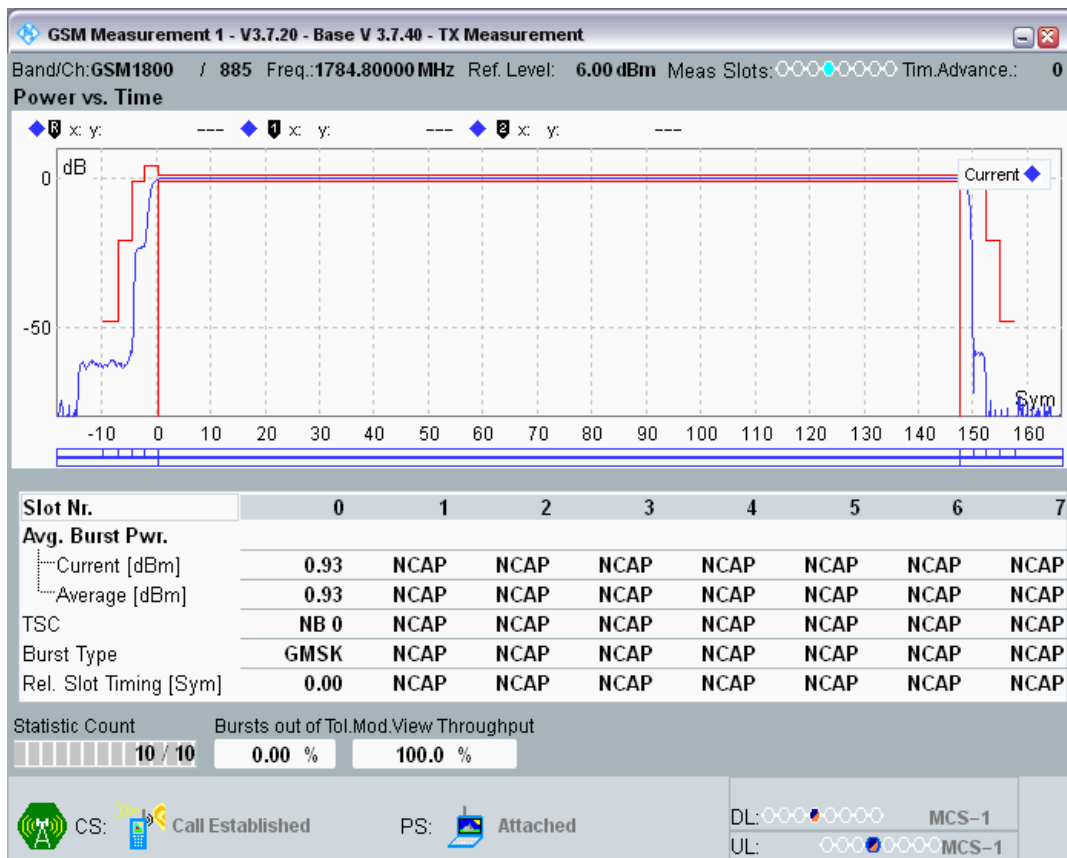 GSM Measurement 1 - V3.7.20 - Base V 3.7.40 - TX Measurement
Band/Ch:GSM1800 / 885 Freq.:1784.80000 MHz Ref. Level: 6.00 dBm Meas Slots: Tim.Advance.: 0
Power vs. Time
R x: y: --- 1 x: y: --- 2 x: y: ---
dB
0
Current
-50
Sym
-10 0 10 20 30 40 50 60 70 80 90 100 110 120 130 140 150 160
Slot Nr. 0 1 2 3 4 5 6 7
Avg. Burst Pwr.
Current [dBm] 0.93 NCAP NCAP NCAP NCAP NCAP NCAP NCAP
Average [dBm] 0.93 NCAP NCAP NCAP NCAP NCAP NCAP NCAP
TSC NB 0 NCAP NCAP NCAP NCAP NCAP NCAP NCAP
Burst Type GMSK NCAP NCAP NCAP NCAP NCAP NCAP NCAP
Rel. Slot Timing [Sym] 0.00 NCAP NCAP NCAP NCAP NCAP NCAP NCAP
Statistic Count Bursts out of Tol.Mod.View Throughput
10 / 10 0.00 % 100.0 %
CS: Call Established PS: Attached
DL: MCS-1
UL: MCS-1